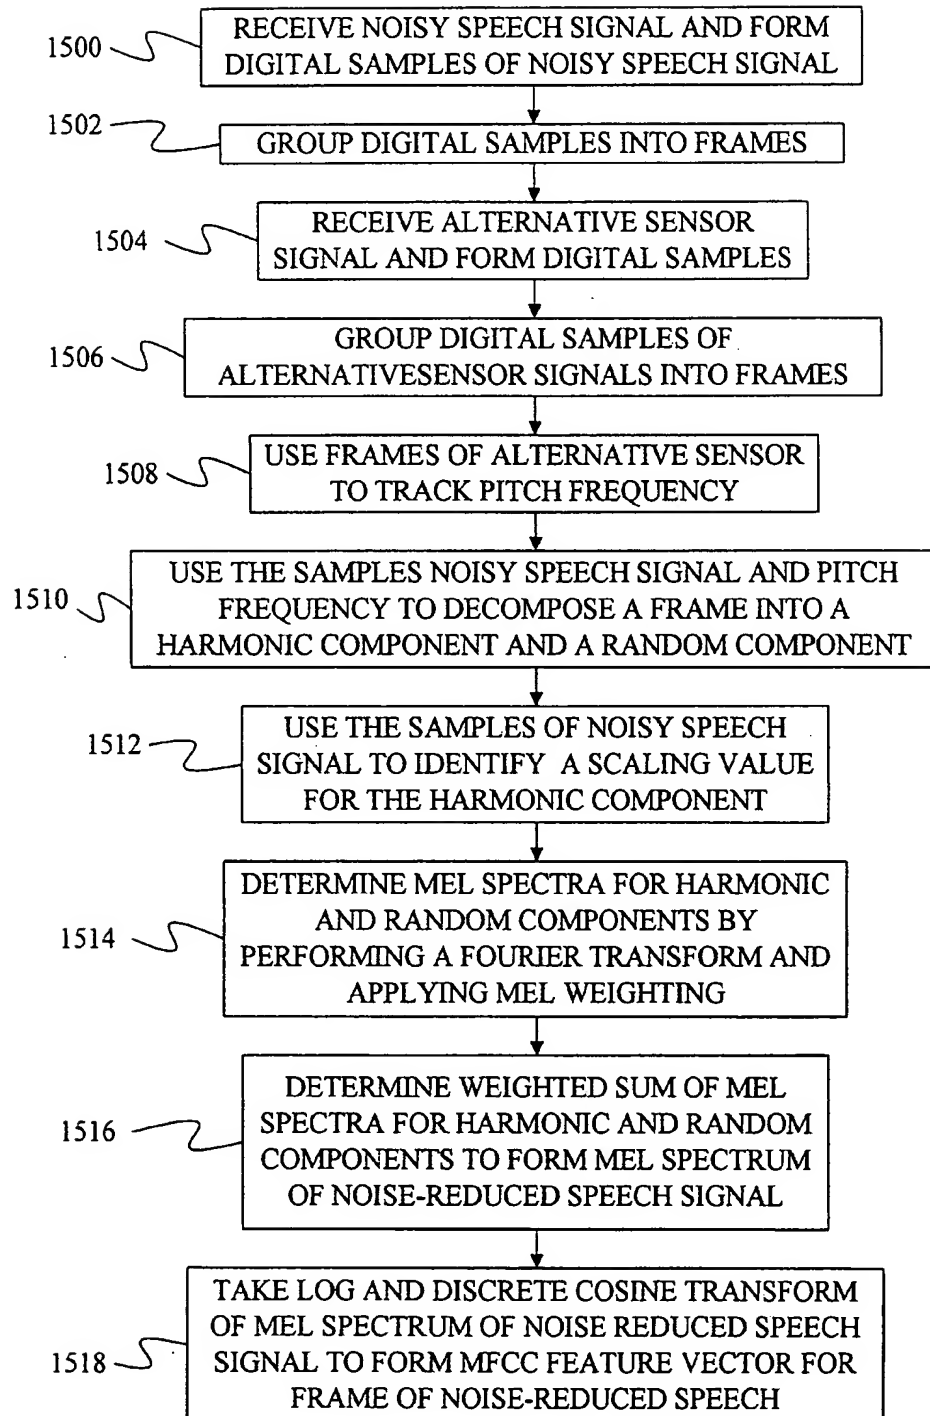 1500
RECEIVE NOISY SPEECH SIGNAL AND FORM
DIGITAL SAMPLES OF NOISY SPEECH SIGNAL
1502
GROUP DIGITAL SAMPLES INTO FRAMES
1504
RECEIVE ALTERNATIVE SENSOR
SIGNAL AND FORM DIGITAL SAMPLES
1506
GROUP DIGITAL SAMPLES OF
ALTERNATIVESENSOR SIGNALS INTO FRAMES
1508
USE FRAMES OF ALTERNATIVE SENSOR
TO TRACK PITCH FREQUENCY
1510
USE THE SAMPLES NOISY SPEECH SIGNAL AND PITCH
FREQUENCY TO DECOMPOSE A FRAME INTO A
HARMONIC COMPONENT AND A RANDOM COMPONENT
1512
USE THE SAMPLES OF NOISY SPEECH
SIGNAL TO IDENTIFY A SCALING VALUE
FOR THE HARMONIC COMPONENT
1514
DETERMINE MEL SPECTRA FOR HARMONIC
AND RANDOM COMPONENTS BY
PERFORMING A FOURIER TRANSFORM AND
APPLYING MEL WEIGHTING
1516
DETERMINE WEIGHTED SUM OF MEL
SPECTRA FOR HARMONIC AND RANDOM
COMPONENTS TO FORM MEL SPECTRUM
OF NOISE-REDUCED SPEECH SIGNAL
1518
TAKE LOG AND DISCRETE COSINE TRANSFORM
OF MEL SPECTRUM OF NOISE REDUCED SPEECH
SIGNAL TO FORM MFCC FEATURE VECTOR FOR
FRAME OF NOISE-REDUCED SPEECH